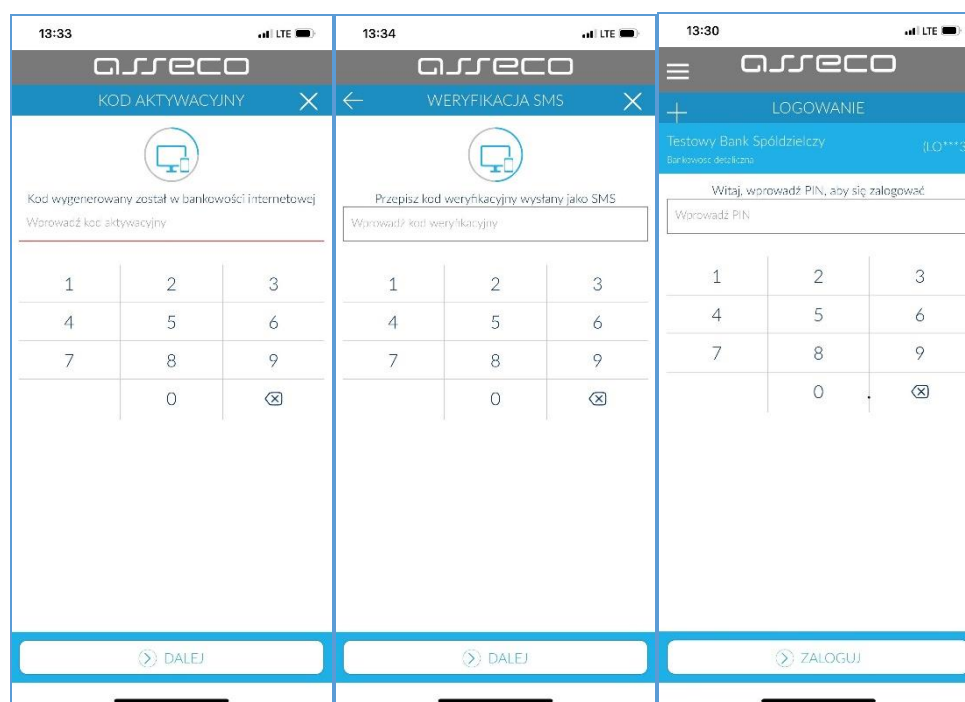 13:33
LTE
asseco
KOD AKTYWACYJNY
Kod wygenerowany został w bankowości internetowej
Wprowadź kod aktywacyjny
1 2 3
4 5 6
7 8 9
0
DALEJ
13:34
LTE
asseco
WERYFIKACJA SMS
Przepisz kod weryfikacyjny wysłany jako SMS
Wprowadź kod weryfikacyjny
1 2 3
4 5 6
7 8 9
0
DALEJ
13:30
LTE
asseco
LOGOWANIE
Testowy Bank Spółdzielczy (LO***3
Bankowość detaliczna
Witaj, wprowadź PIN, aby się zalogować
Wprowadź PIN
1 2 3
4 5 6
7 8 9
0 .
ZALOGUJ